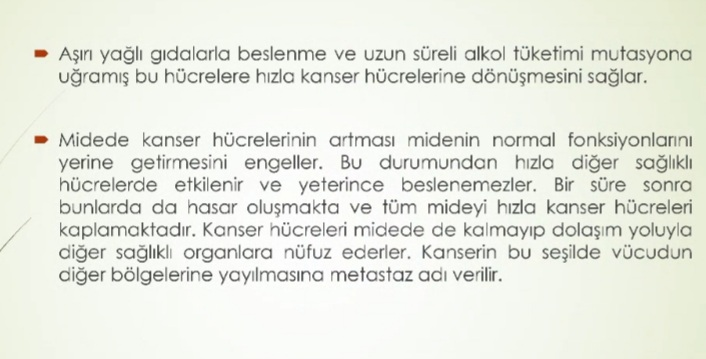 Aşırı yağlı gıdalarla beslenme ve uzun süreli alkol tüketimi mutasyona
uğramış bu hücrelere hızla kanser hücrelerine dönüşmesini sağlar.
Midede kanser hücrelerinin artması midenin normal fonksiyonlarını
yerine getirmesini engeller. Bu durumundan hızla diğer sağlıklı
hücrelerde etkilenir ve yeterince beslenemezler. Bir süre sonra
bunlarda da hasar oluşmakta ve tüm mideyi hızla kanser hücreleri
kaplamaktadır. Kanser hücreleri midede de kalmayıp dolaşım yoluyla
diğer sağlıklı organlara nüfuz ederler. Kanserin bu seşilde vücudun
diğer bölgelerine yayılmasına metastaz adı verilir.